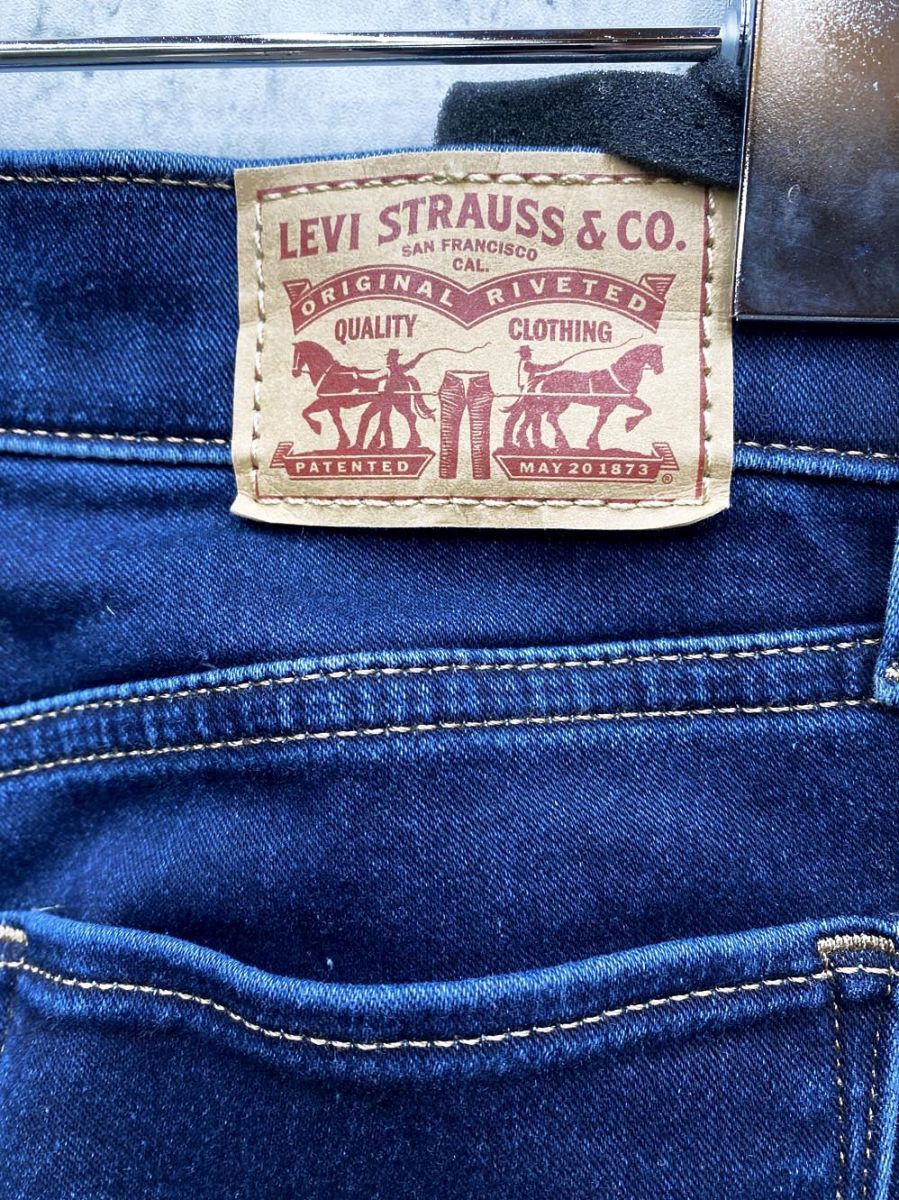 LEVI STRAUSS & CO.
SAN FRANCISCO
CAL.
ORIGINAL RIVETED
QUALITY CLOTHING
PATENTED MAY 20 1873
®